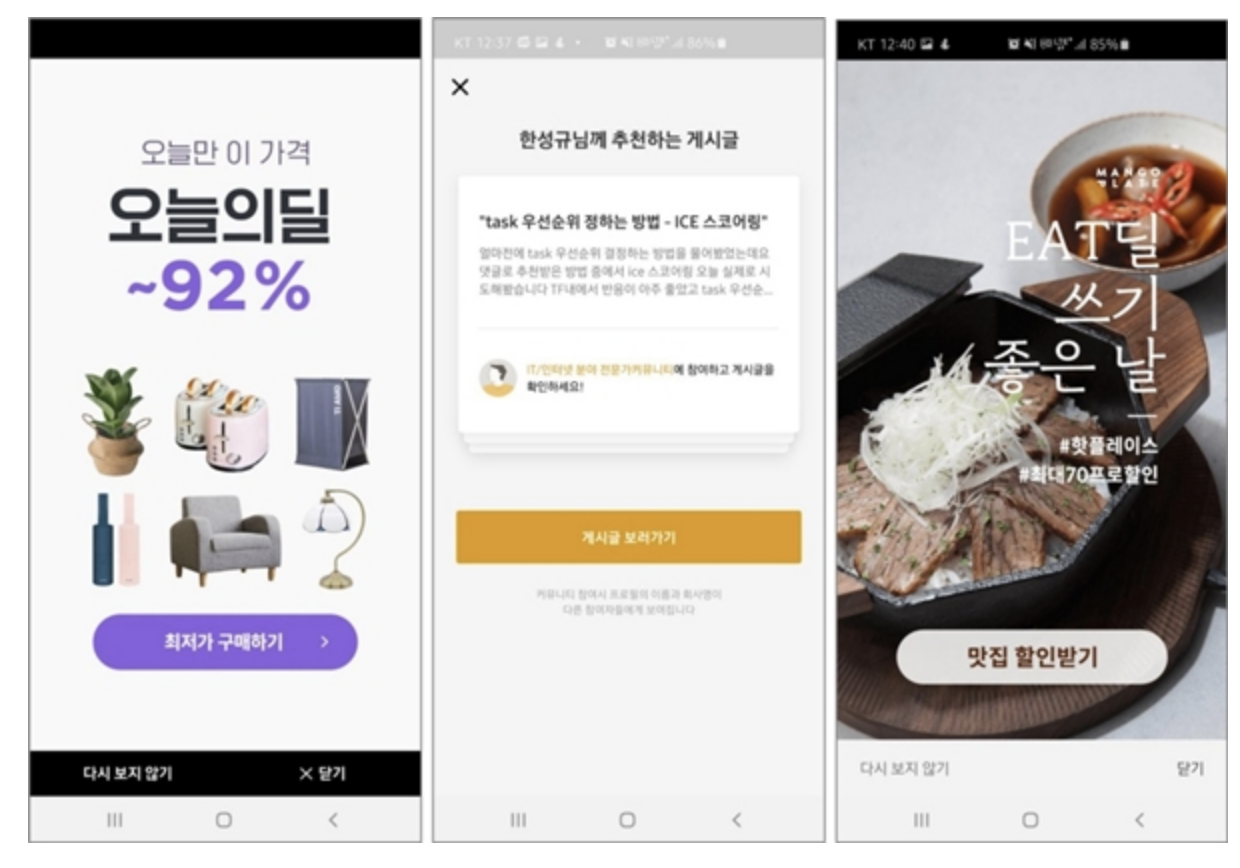 오늘만 이 가격
오늘의딜
~92%
최저가 구매하기 >
다시 보지 않기
× 닫기
KT 12:37
86%
×
한성규님께 추천하는 게시글
"task 우선순위 정하는 방법 - ICE 스코어링"
얼마전에 task 우선순위 결정하는 방법을 물어봤었는데요
댓글로 추천받은 방법 중에서 ice 스코어링 오늘 실제로 시
도해봤습니다 TF내에서 반응이 아주 좋았고 task 우선순...
IT/인터넷 분야 전문가커뮤니티에 참여하고 게시글을
확인하세요!
게시글 보러가기
커뮤니티 참여시 프로필의 이름과 회사명이
다른 참여자들에게 보여집니다
KT 12:40
85%
MANGO
PLATE
EAT딜
쓰기
좋은 날
#핫플레이스
#최대70프로할인
맛집 할인받기
다시 보지 않기
닫기